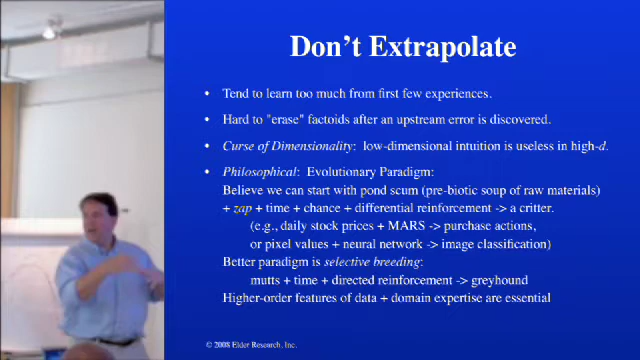 Don't Extrapolate
• Tend to learn too much from first few experiences.
• Hard to "erase" factoids after an upstream error is discovered.
• Curse of Dimensionality: low-dimensional intuition is useless in high-d.
• Philosophical: Evolutionary Paradigm:
Believe we can start with pond scum (pre-biotic soup of raw materials)
+ zap + time + chance + differential reinforcement -> a critter.
(e.g., daily stock prices + MARS -> purchase actions,
or pixel values + neural network -> image classification)
Better paradigm is selective breeding:
mutts + time + directed reinforcement -> greyhound
Higher-order features of data + domain expertise are essential
© 2008 Elder Research, Inc.